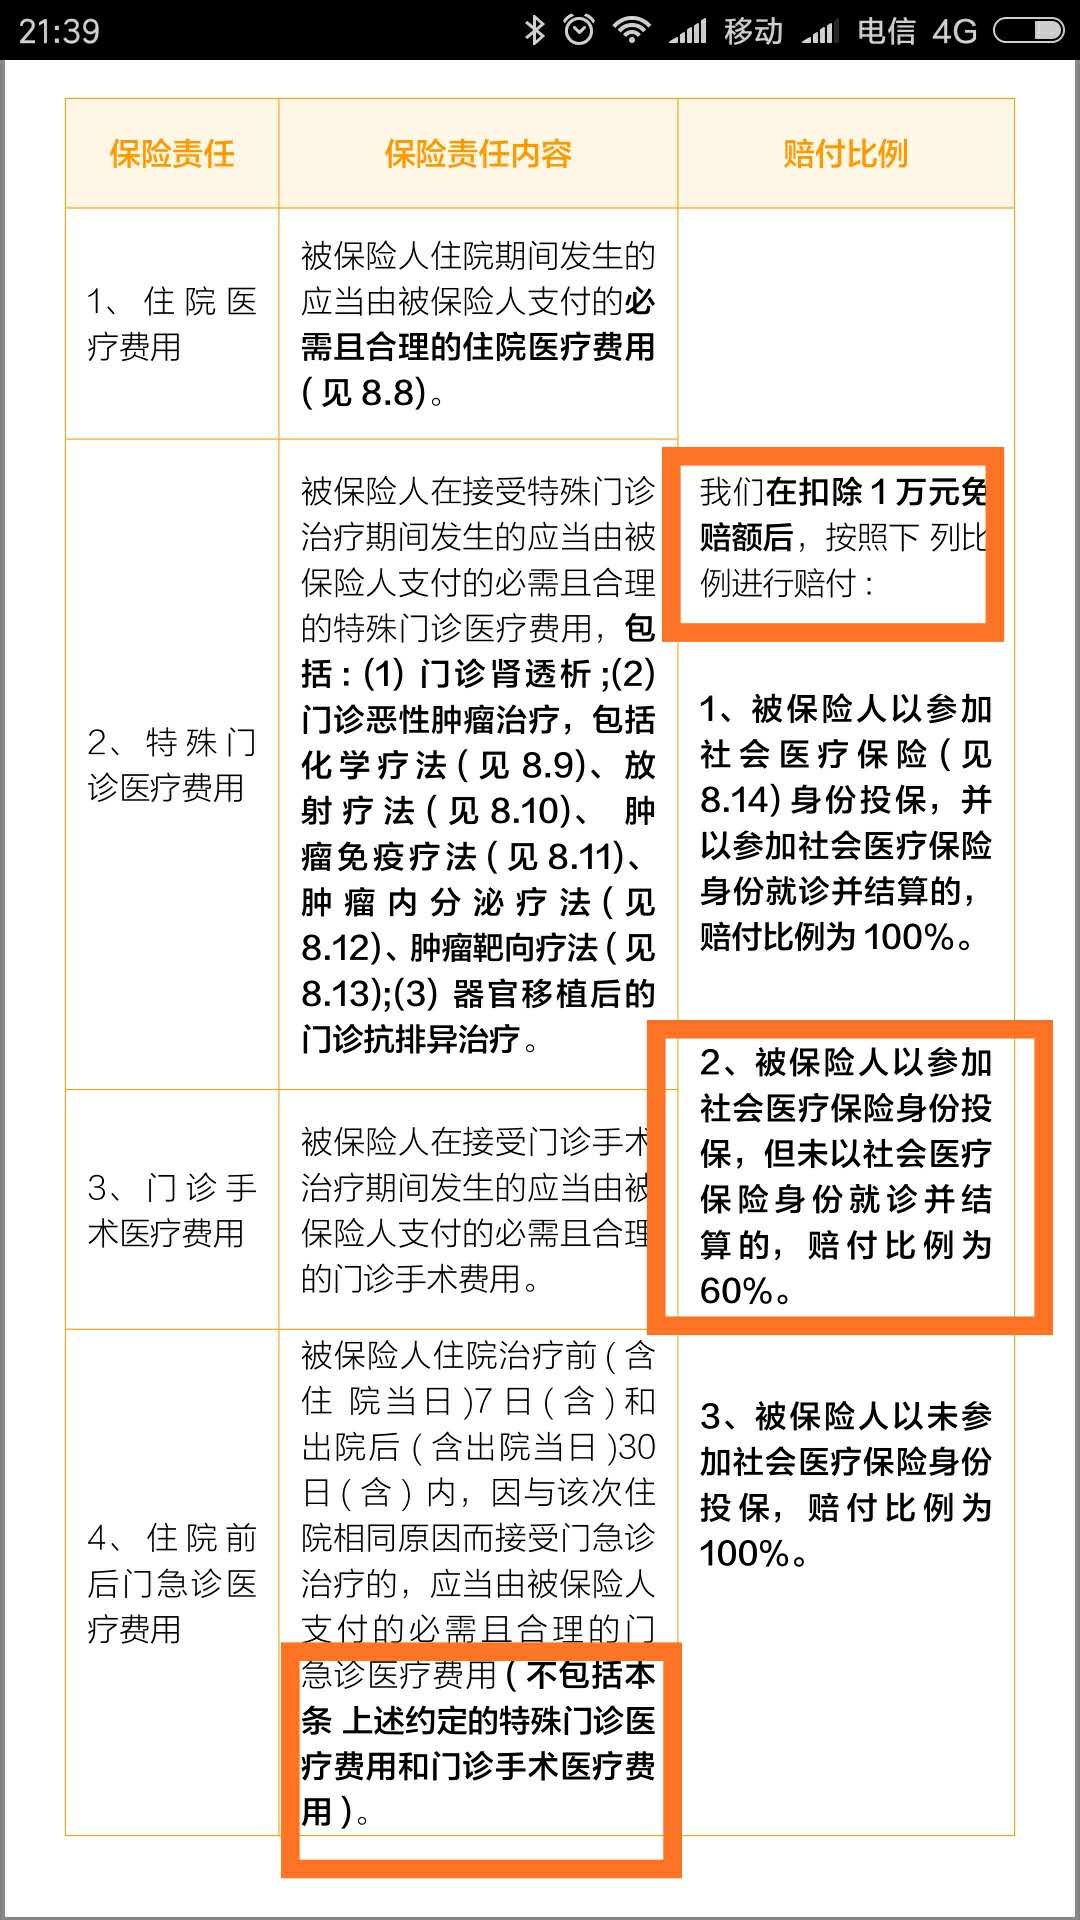 21:39 移动 电信 4G
保险责任 保险责任内容 赔付比例
1、住院医
疗费用
被保险人住院期间发生的
应当由被保险人支付的必
需且合理的住院医疗费用
(见 8.8)。
2、特殊门
诊医疗费用
被保险人在接受特殊门诊
治疗期间发生的应当由被
保险人支付的必需且合理
的特殊门诊医疗费用，包
括：(1) 门诊肾透析;(2)
门诊恶性肿瘤治疗，包括
化学疗法(见 8.9)、放
射疗法(见 8.10)、 肿
瘤免疫疗法(见 8.11)、
肿瘤内分泌疗法(见
8.12)、肿瘤靶向疗法(见
8.13);(3) 器官移植后的
门诊抗排异治疗。
3、门诊手
术医疗费用
被保险人在接受门诊手术
治疗期间发生的应当由被
保险人支付的必需且合理
的门诊手术费用。
4、住院前
后门急诊医
疗费用
被保险人住院治疗前(含
住 院当日)7日(含)和
出院后(含出院当日)30
日(含) 内，因与该次住
院相同原因而接受门急诊
治疗的，应当由被保险人
支付的必需且合理的门
急诊医疗费用(不包括本
条 上述约定的特殊门诊医
疗费用和门诊手术医疗费
用)。
我们在扣除 1 万元免
赔额后，按照下 列比
例进行赔付：
1、被保险人以参加
社会医疗保险(见
8.14)身份投保，并
以参加社会医疗保险
身份就诊并结算的，
赔付比例为 100%。
2、被保险人以参加
社会医疗保险身份投
保，但未以社会医疗
保险身份就诊并结
算的，赔付比例为
60%。
3、被保险人以未参
加社会医疗保险身份
投保，赔付比例为
100%。